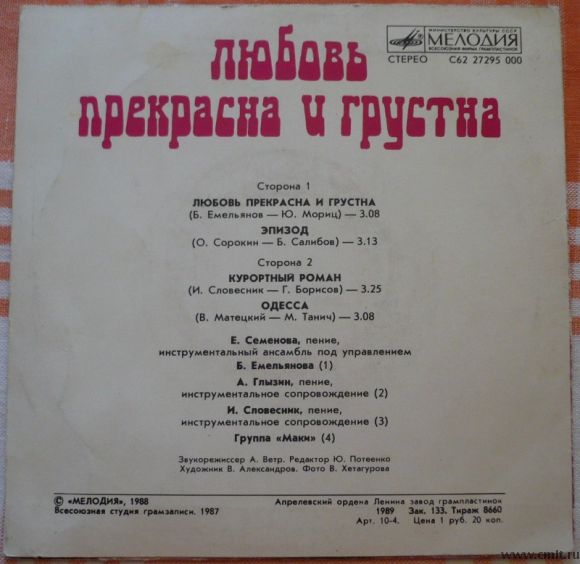 МИНИСТЕРСТВО КУЛЬТУРЫ СССР
МЕЛОДИЯ
ВСЕСОЮЗНАЯ ФИРМА ГРАМПЛАСТИНОК
СТЕРЕО С62 27295 000
любовь
прекрасна и грустна
Сторона 1
ЛЮБОВЬ ПРЕКРАСНА И ГРУСТНА
(Б. Емельянов — Ю. Мориц) — 3.08
ЭПИЗОД
(О. Сорокин — Б. Салибов) — 3.13
Сторона 2
КУРОРТНЫЙ РОМАН
(И. Словесник — Г. Борисов) — 3.25
ОДЕССА
(В. Матецкий — М. Танич) — 3.08
Е. Семенова, пение,
инструментальный ансамбль под управлением
Б. Емельянова (1)
А. Глызин, пение,
инструментальное сопровождение (2)
И. Словесник, пение,
инструментальное сопровождение (3)
Группа «Маки» (4)
Звукорежиссер А. Ветр. Редактор Ю. Потеенко
Художник В. Александров. Фото В. Хетагурова
© «МЕЛОДИЯ», 1988
Всесоюзная студия грамзаписи. 1987
Апрелевский ордена Ленина завод грампластинок
1989 Зак. 133. Тираж 8660
Арт. 10-4. Цена 1 руб. 20 коп.
www.cmlt.ru